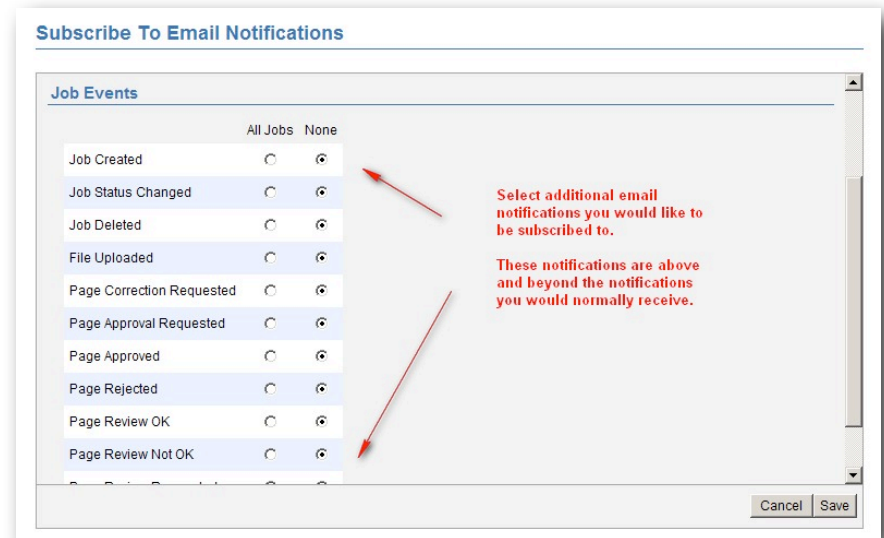 Subscribe To Email Notifications
Job Events
All Jobs None
Job Created
Job Status Changed
Job Deleted
File Uploaded
Page Correction Requested
Page Approval Requested
Page Approved
Page Rejected
Page Review OK
Page Review Not OK
Select additional email
notifications you would like to
be subscribed to.
These notifications are above
and beyond the notifications
you would normally receive.
Cancel Save